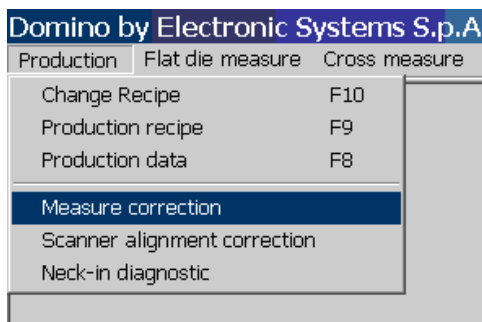 Domino by Electronic Systems S.p.A
Production Flat die measure Cross measure
Change Recipe F10
Production recipe F9
Production data F8
Measure correction
Scanner alignment correction
Neck-in diagnostic